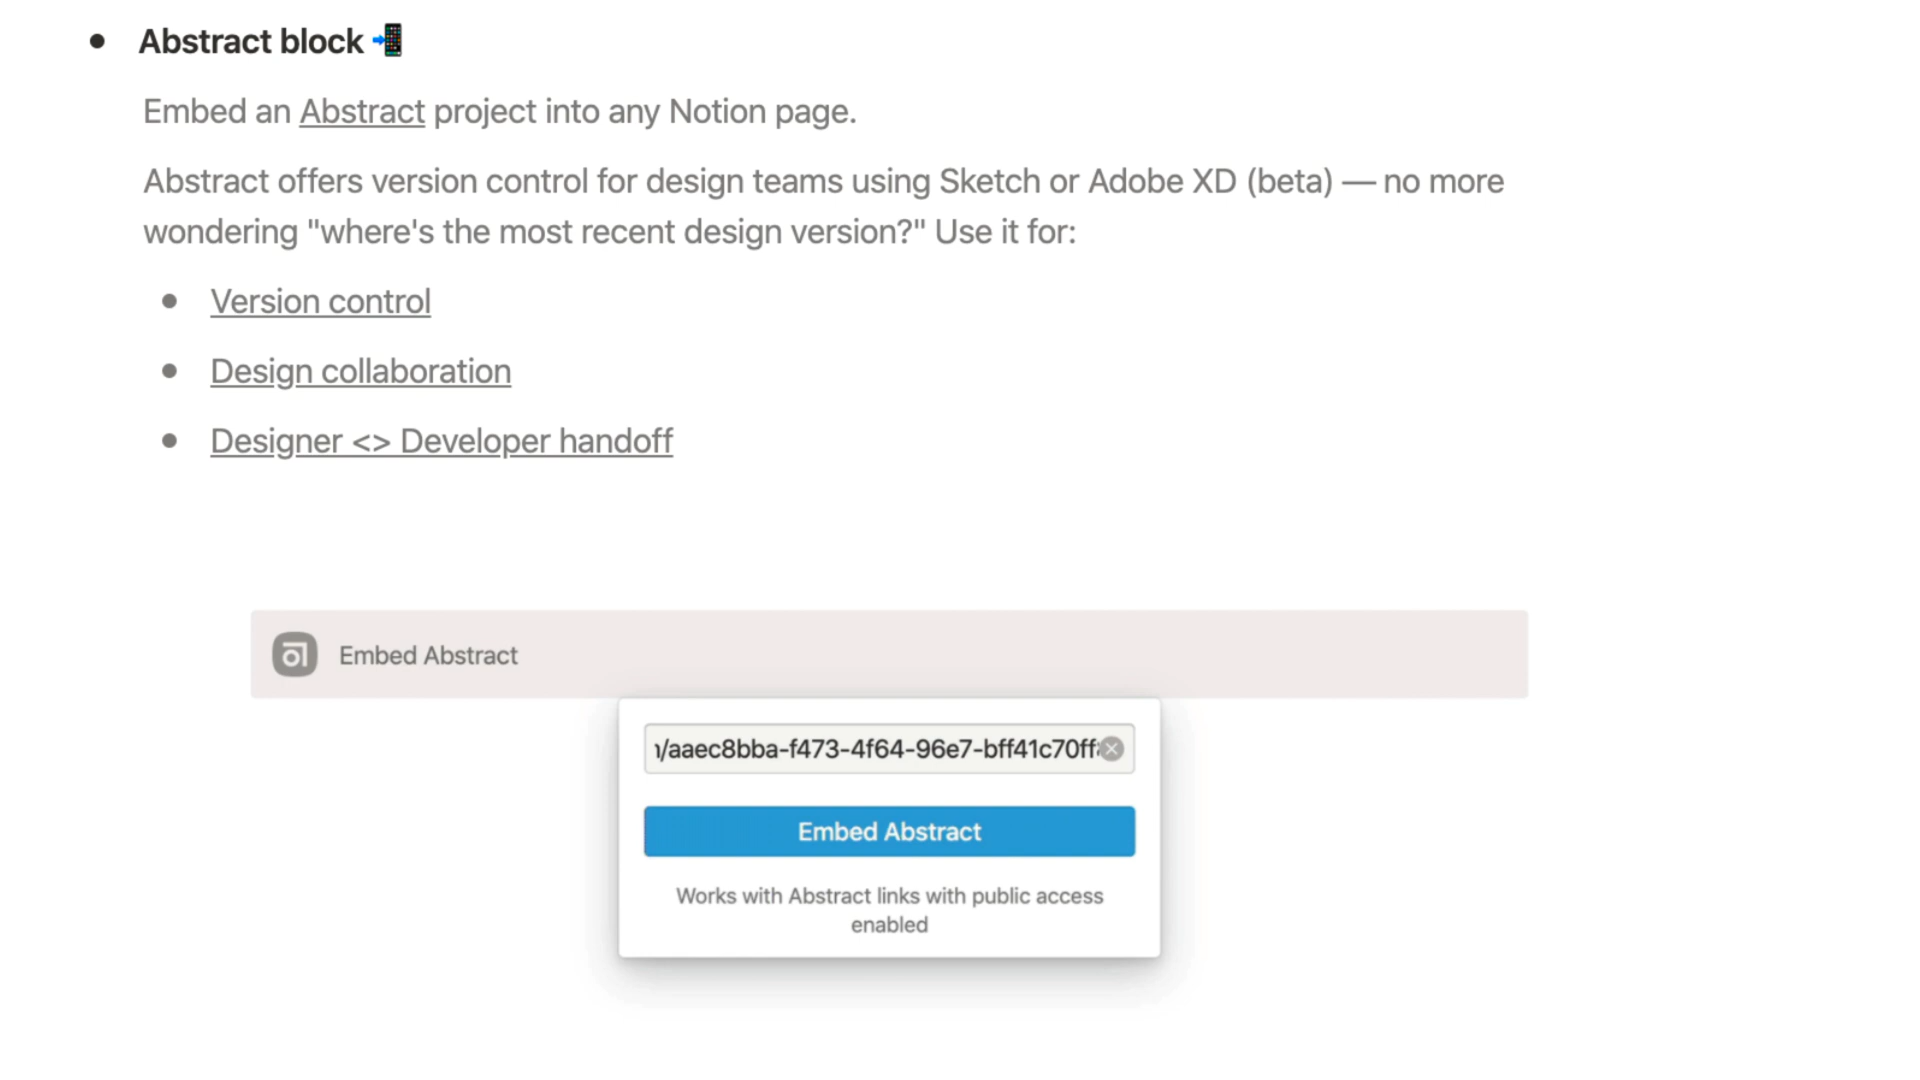 Abstract block
Embed an Abstract project into any Notion page.
Abstract offers version control for design teams using Sketch or Adobe XD (beta) — no more
wondering "where's the most recent design version?" Use it for:
Version control
Design collaboration
Designer <> Developer handoff
Embed Abstract
/aaec8bba-f473-4f64-96e7-bff41c70ff
Embed Abstract
Works with Abstract links with public access
enabled